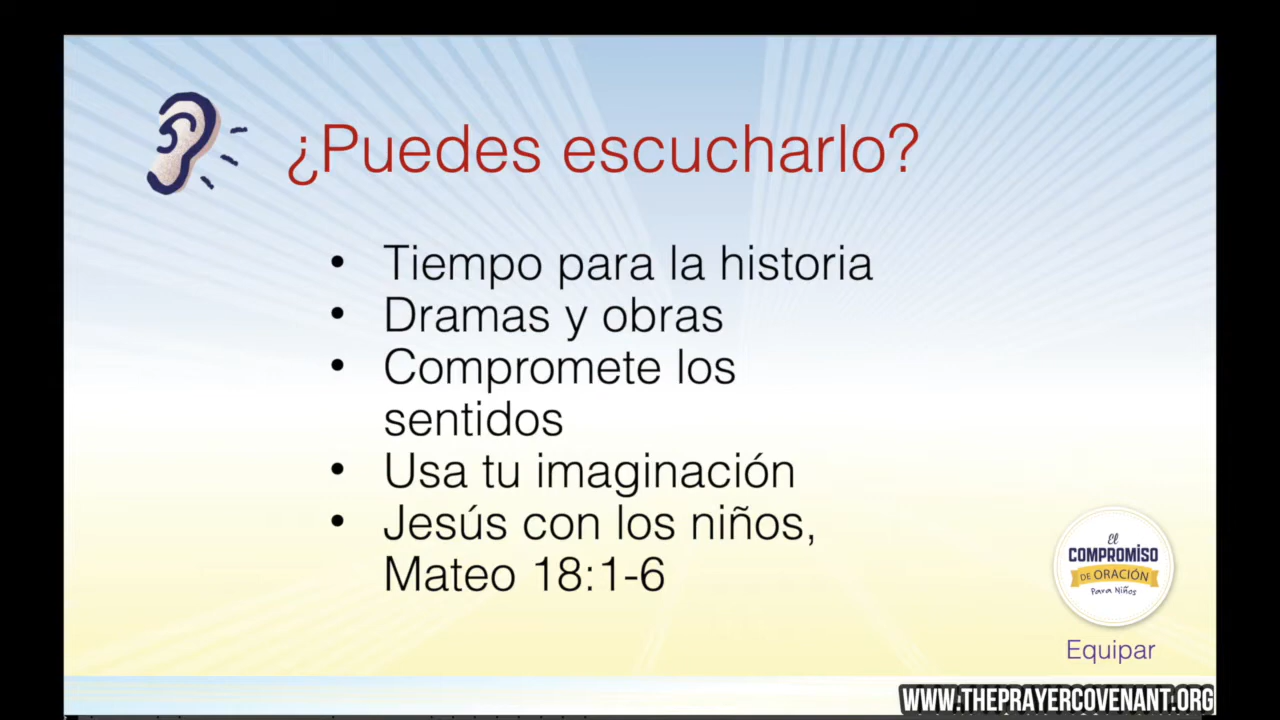 ¿Puedes escucharlo?
• Tiempo para la historia
• Dramas y obras
• Compromete los
sentidos
• Usa tu imaginación
• Jesús con los niños,
Mateo 18:1-6
El
COMPROMiSO
DE ORACIÓN
Para Niños
Equipar
WWW.THEPRAYERCOVENANT.ORG